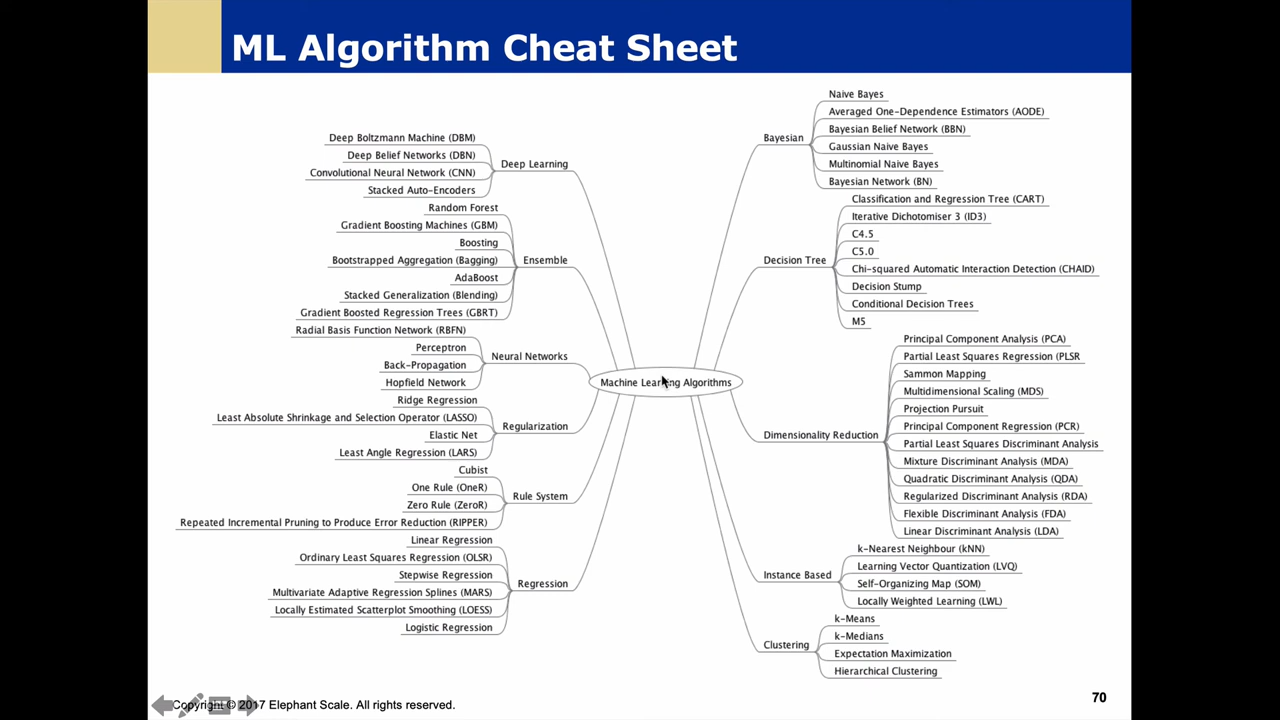 ML Algorithm Cheat Sheet
Deep Boltzmann Machine (DBM)
Deep Belief Networks (DBN)
Convolutional Neural Network (CNN)
Stacked Auto-Encoders
Deep Learning
Random Forest
Gradient Boosting Machines (GBM)
Boosting
Bootstrapped Aggregation (Bagging)
AdaBoost
Stacked Generalization (Blending)
Gradient Boosted Regression Trees (GBRT)
Ensemble
Radial Basis Function Network (RBFN)
Perceptron
Back-Propagation
Hopfield Network
Neural Networks
Ridge Regression
Least Absolute Shrinkage and Selection Operator (LASSO)
Elastic Net
Least Angle Regression (LARS)
Regularization
Cubist
One Rule (OneR)
Zero Rule (ZeroR)
Repeated Incremental Pruning to Produce Error Reduction (RIPPER)
Rule System
Linear Regression
Ordinary Least Squares Regression (OLSR)
Stepwise Regression
Multivariate Adaptive Regression Splines (MARS)
Locally Estimated Scatterplot Smoothing (LOESS)
Logistic Regression
Regression
Machine Learning Algorithms
Bayesian
Naive Bayes
Averaged One-Dependence Estimators (AODE)
Bayesian Belief Network (BBN)
Gaussian Naive Bayes
Multinomial Naive Bayes
Bayesian Network (BN)
Decision Tree
Classification and Regression Tree (CART)
Iterative Dichotomiser 3 (ID3)
C4.5
C5.0
Chi-squared Automatic Interaction Detection (CHAID)
Decision Stump
Conditional Decision Trees
M5
Dimensionality Reduction
Principal Component Analysis (PCA)
Partial Least Squares Regression (PLSR
Sammon Mapping
Multidimensional Scaling (MDS)
Projection Pursuit
Principal Component Regression (PCR)
Partial Least Squares Discriminant Analysis
Mixture Discriminant Analysis (MDA)
Quadratic Discriminant Analysis (QDA)
Regularized Discriminant Analysis (RDA)
Flexible Discriminant Analysis (FDA)
Linear Discriminant Analysis (LDA)
Instance Based
k-Nearest Neighbour (kNN)
Learning Vector Quantization (LVQ)
Self-Organizing Map (SOM)
Locally Weighted Learning (LWL)
Clustering
k-Means
k-Medians
Expectation Maximization
Hierarchical Clustering
Copyright © 2017 Elephant Scale. All rights reserved.
70